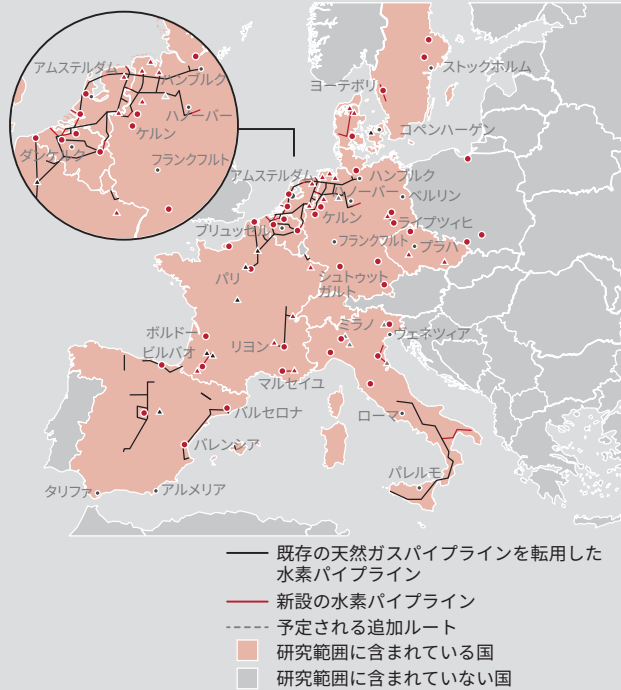 アムステルダム
ハンブルク
ハノーバー
ケルン
ダンケルク
フランクフルト
ストックホルム
ヨーテボリ
コペンハーゲン
アムステルダム
ハンブルク
ノーバー
ベルリン
ケルン
ライプツィヒ
ブリュッセル
フランクフルト
プラハ
パリ
シュトゥット
ガルト
ボルドー
ミラノ
ヴェネツィア
ビルバオ
リヨン
マルセイユ
バルセロナ
ローマ
バレンシア
パレルモ
タリファ
アルメリア
既存の天然ガスパイプラインを転用した
水素パイプライン
新設の水素パイプライン
予定される追加ルート
研究範囲に含まれている国
研究範囲に含まれていない国